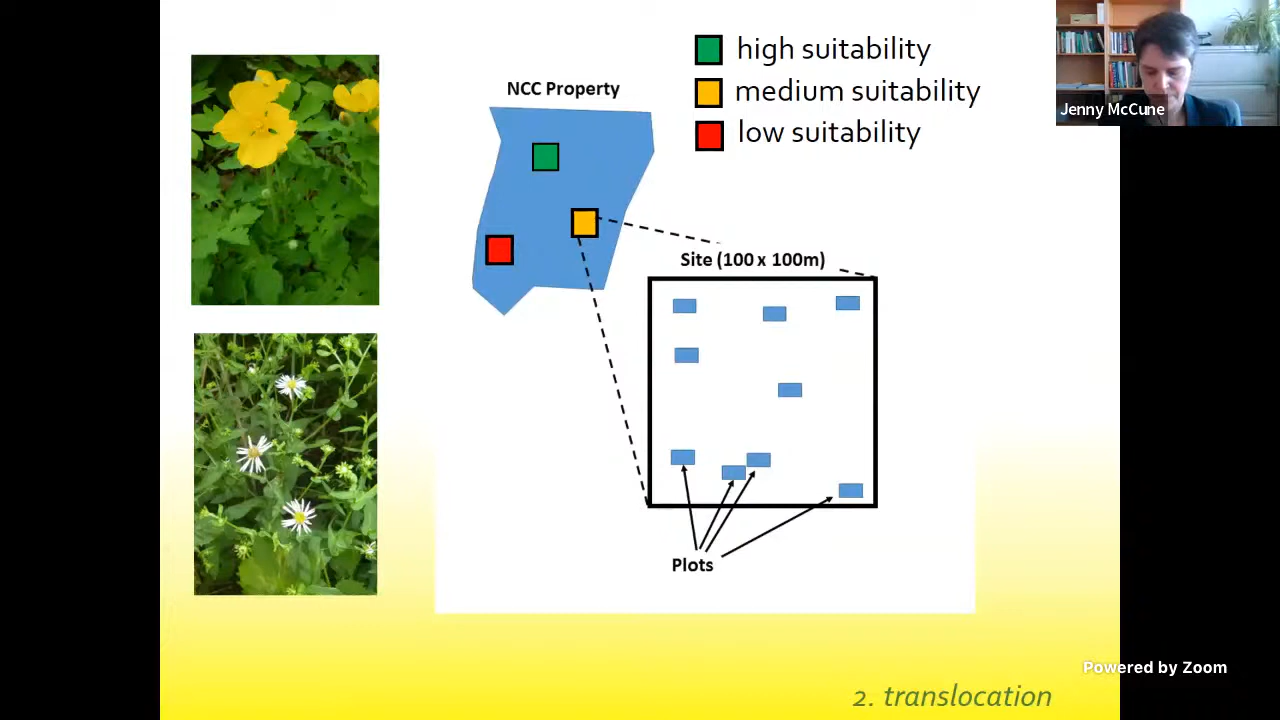 high suitability
NCC Property
medium suitability
Jenny McCune
low suitability
Site (100 x 100m)
Plots
Powered by Zoom
2. translocation